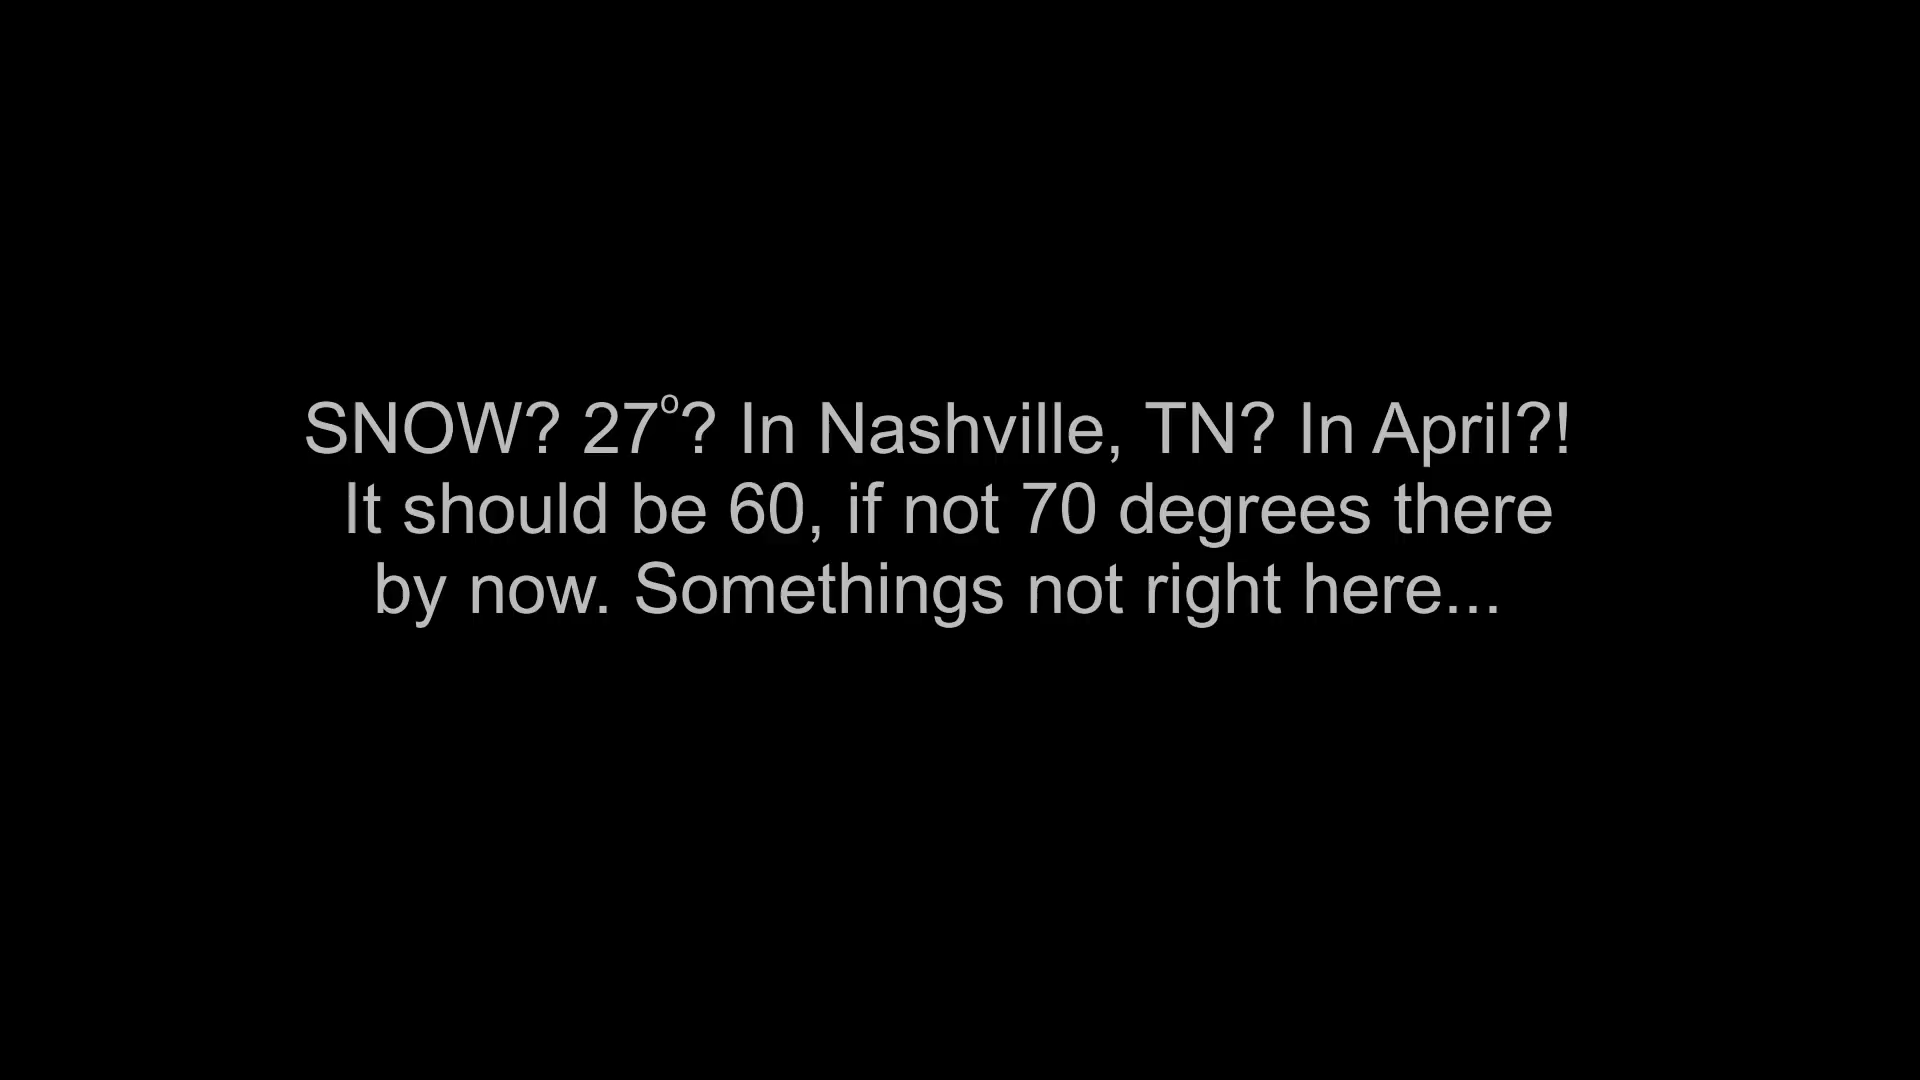 SNOW? 27º? In Nashville, TN? In April?!
It should be 60, if not 70 degrees there
by now. Somethings not right here...